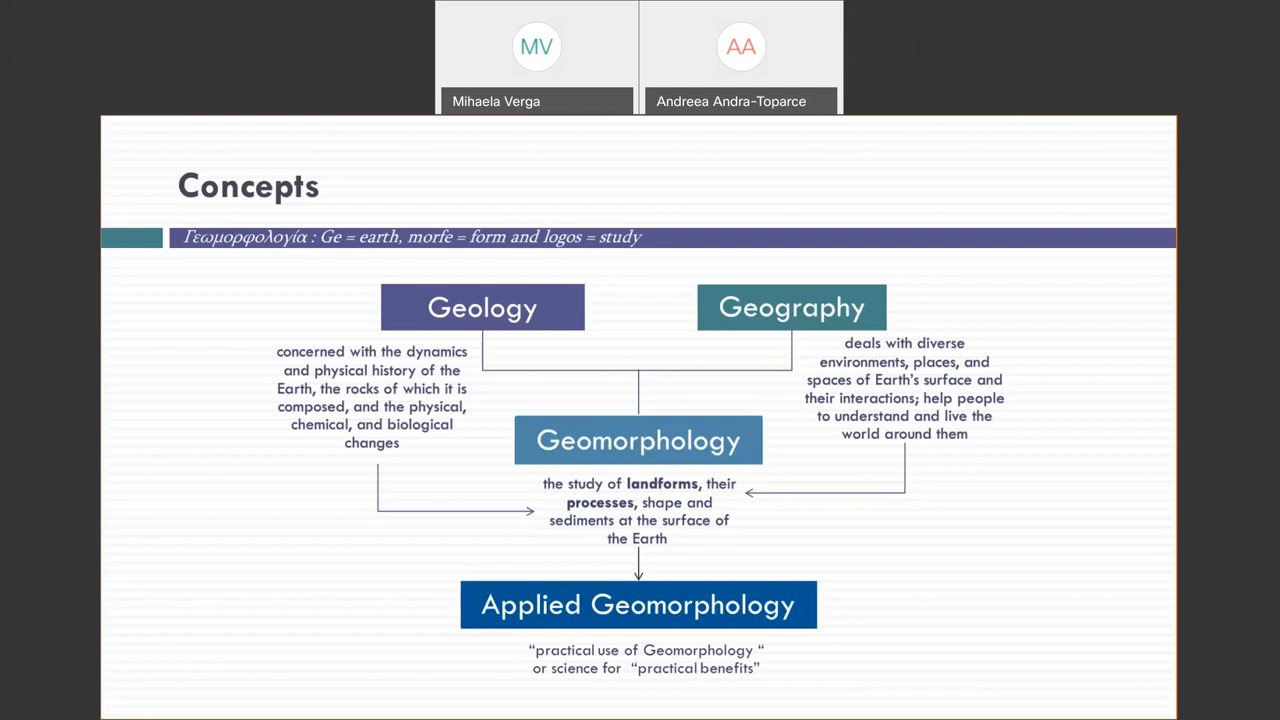 MV
AA
Mihaela Verga
Andreea Andra-Toparce
Concepts
Γεωμορφολογία : Ge = earth, morfe = form and logos = study
Geology
Geography
concerned with the dynamics
and physical history of the
Earth, the rocks of which it is
composed, and the physical,
chemical, and biological
changes
deals with diverse
environments, places, and
spaces of Earth's surface and
their interactions; help people
to understand and live the
world around them
Geomorphology
the study of landforms, their
processes, shape and
sediments at the surface of
the Earth
Applied Geomorphology
“practical use of Geomorphology “
or science for “practical benefits”